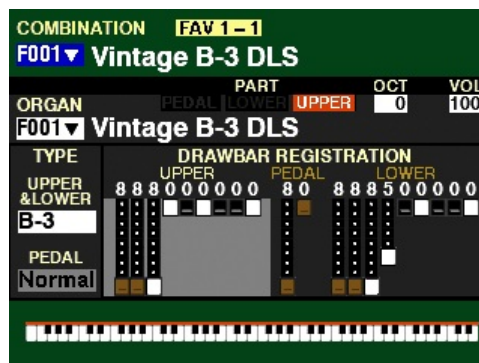 COMBINATION FAV 1 – 1
F001▼ Vintage B-3 DLS
PART OCT VOL
ORGAN PEDAL LOWER UPPER 0 100
F001▼ Vintage B-3 DLS
TYPE DRAWBAR REGISTRATION
UPPER PEDAL LOWER
UPPER 888000000 80 888500000
&LOWER
B-3
PEDAL
Normal